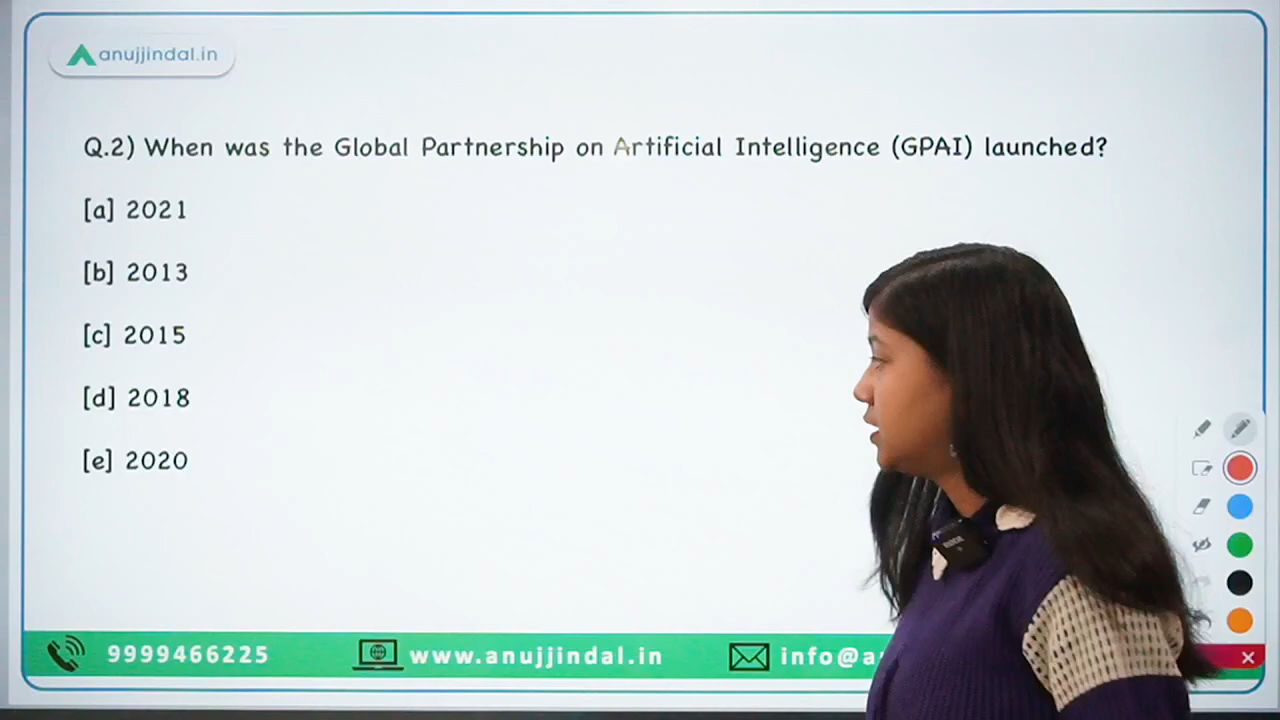 anujjindal.in
Q.2) When was the Global Partnership on Artificial Intelligence (GPAI) launched?
[a] 2021
[b] 2013
[c] 2015
[d] 2018
[e] 2020
9999466225 www.anujjindal.in info@a